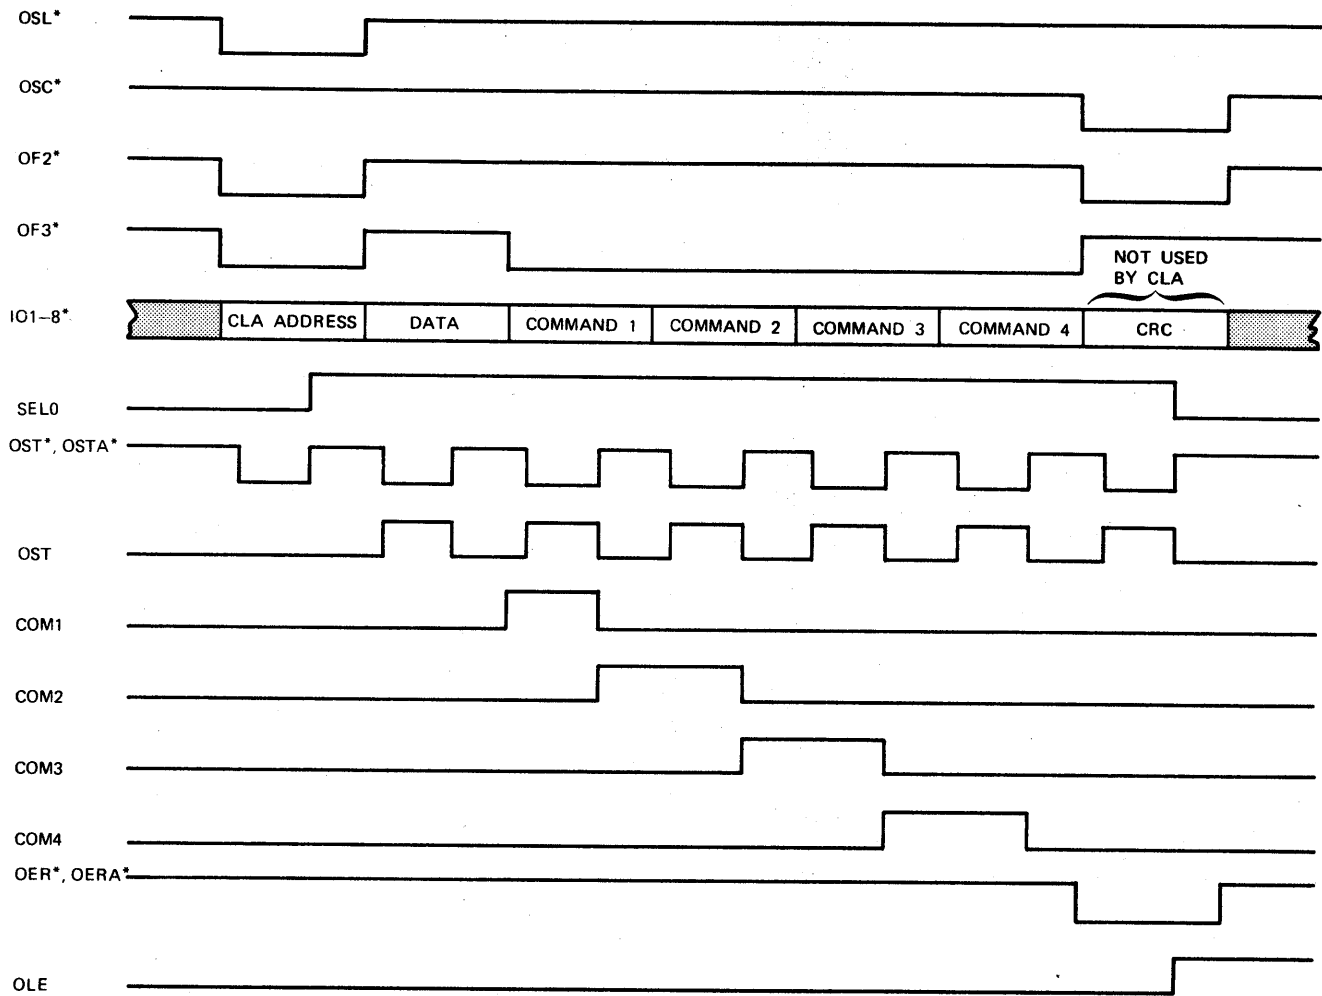 OSL*
OSC*
OF2*
OF3*
NOT USED
BY CLA
IO1-8*
CLA ADDRESS DATA COMMAND 1 COMMAND 2 COMMAND 3 COMMAND 4 CRC
SEL0
OST*, OSTA*
OST
COM1
COM2
COM3
COM4
OER*, OERA*
OLE